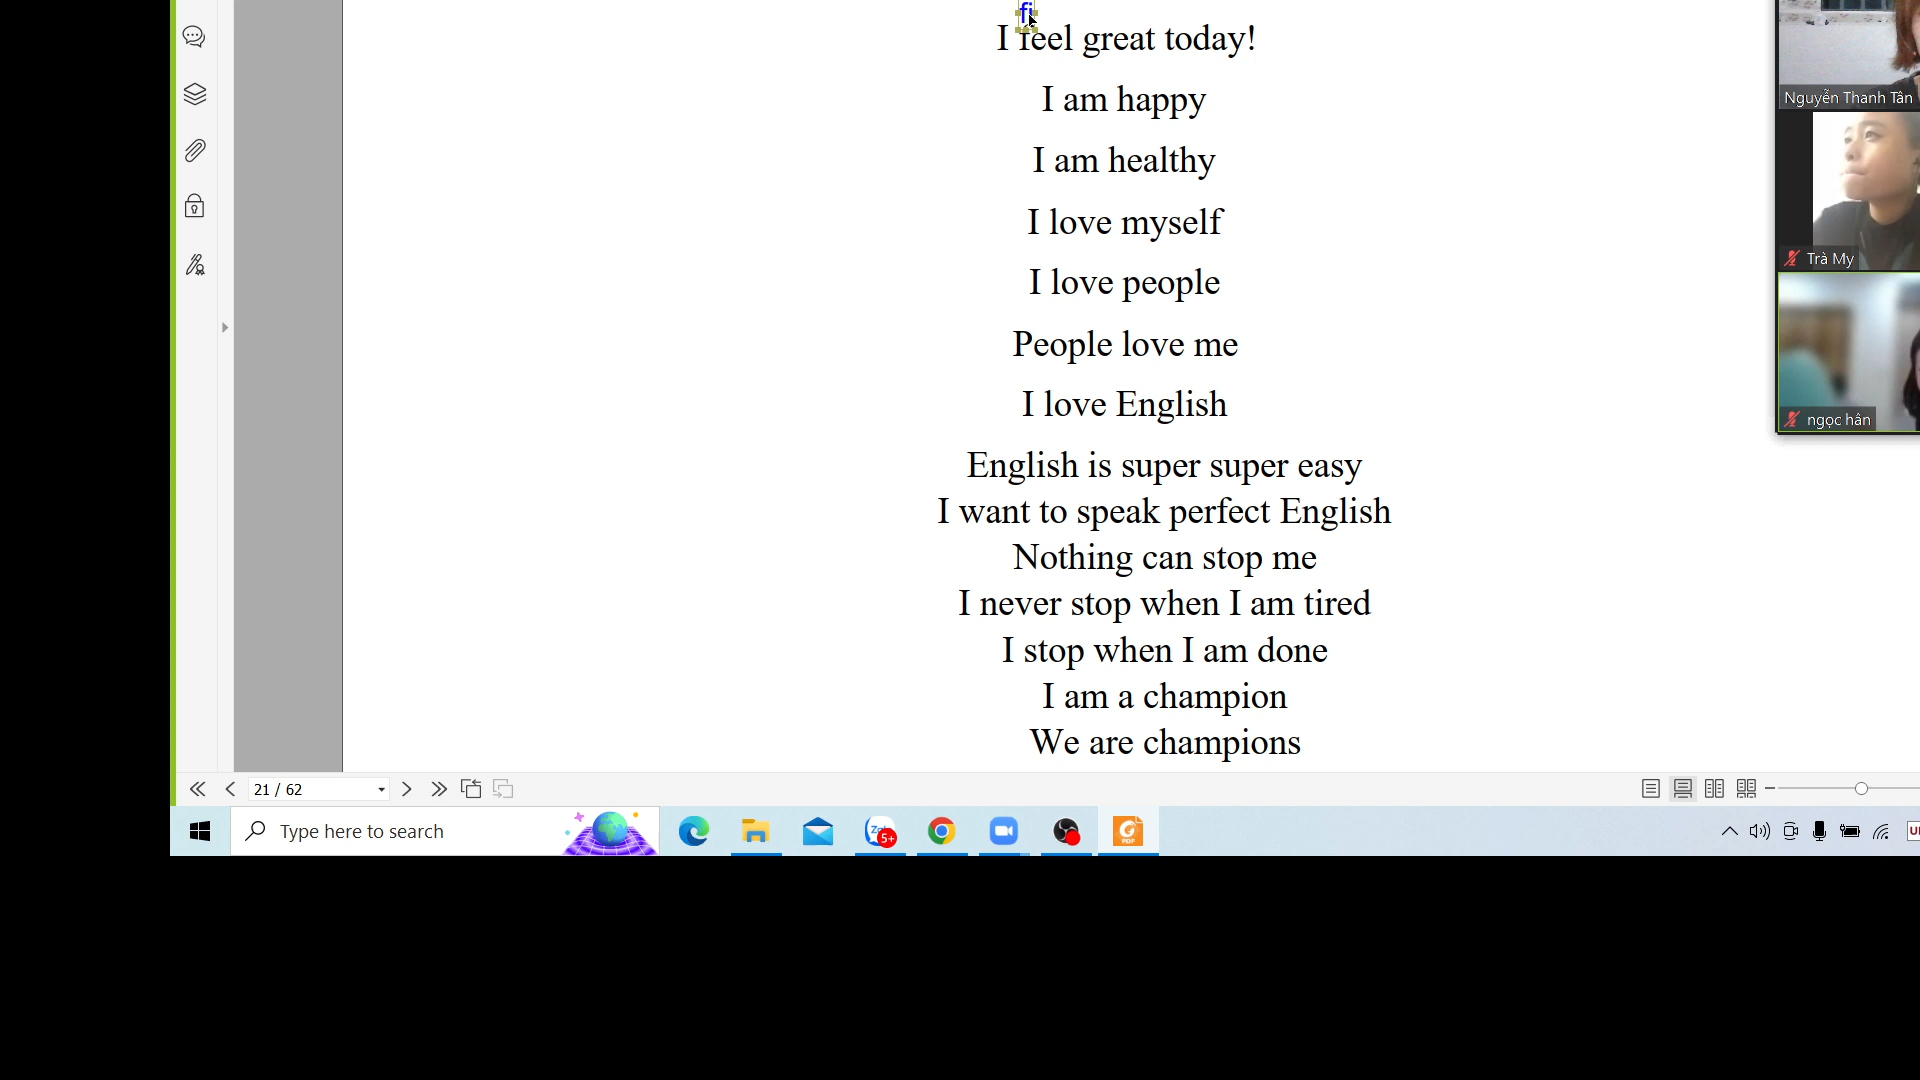 fi
I feel great today!
I am happy
I am healthy
I love myself
I love people
People love me
I love English
English is super super easy
I want to speak perfect English
Nothing can stop me
I never stop when I am tired
I stop when I am done
I am a champion
We are champions
Nguyễn Thanh Tân
Trà My
ngọc hân
21 / 62
Type here to search
5+
PDF